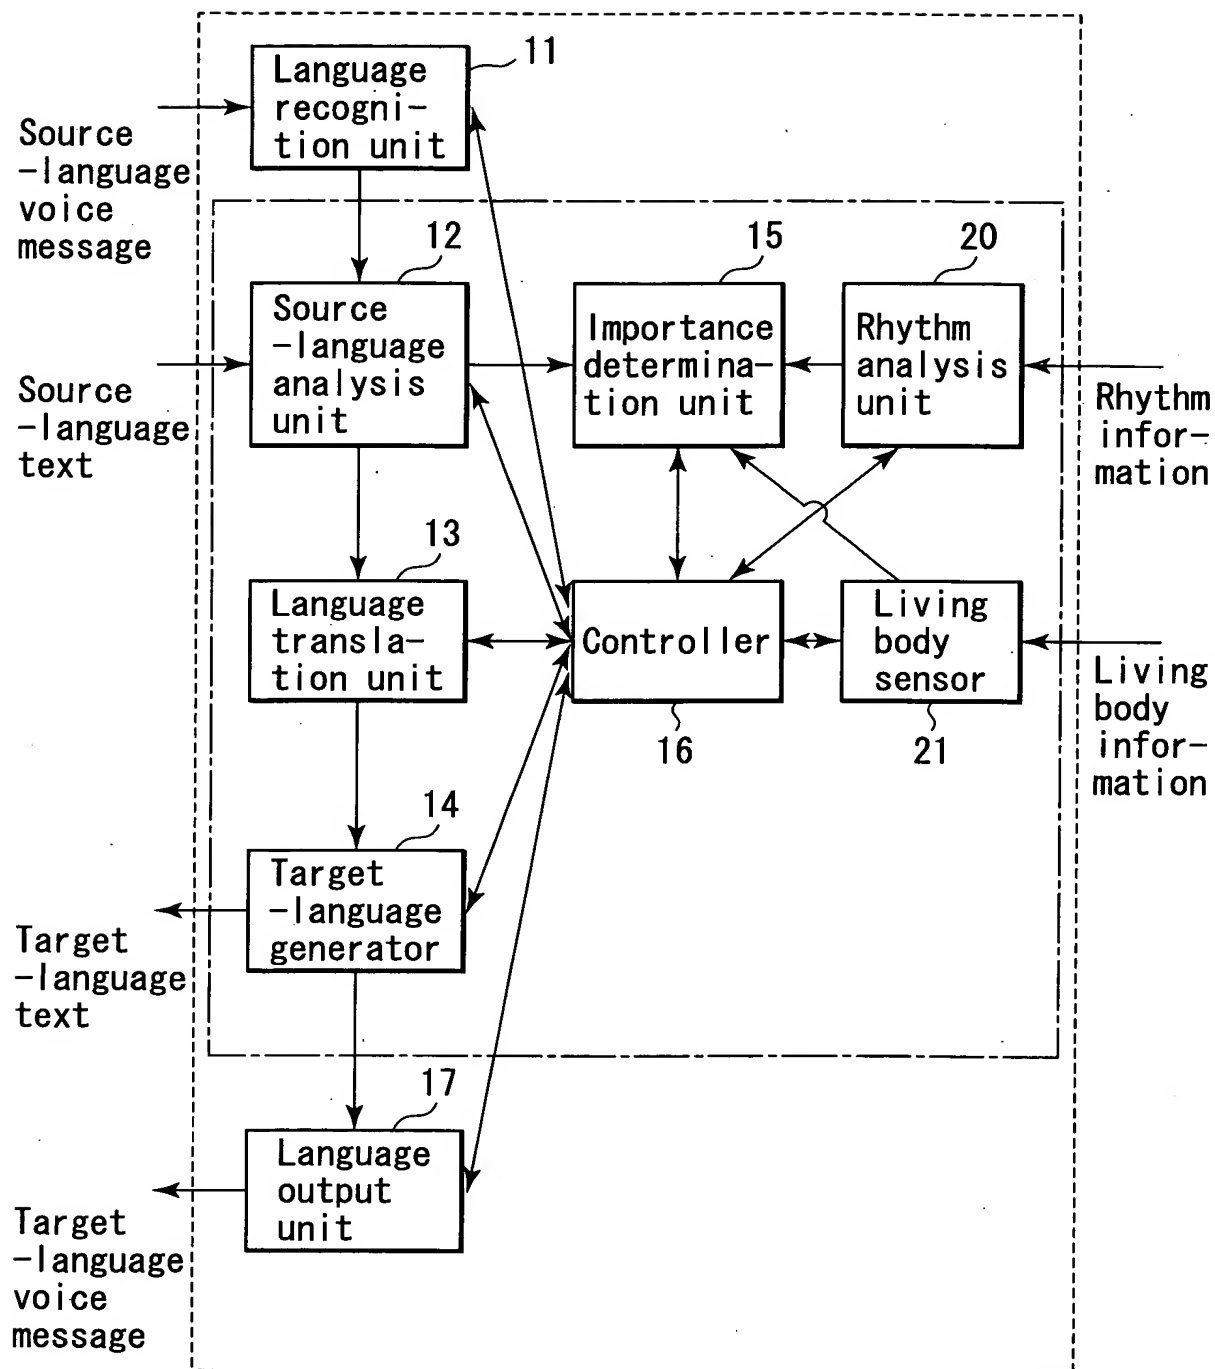 11
Language
recogni-
tion unit
Source
-language
voice
message
12
15
20
Source
-language
analysis
unit
Importance
determina-
tion unit
Rhythm
analysis
unit
Source
-language
text
Rhythm
infor-
mation
13
Language
transla-
tion unit
Controller
Living
body
sensor
16
21
Living
body
infor-
mation
14
Target
-language
generator
Target
-language
text
17
Language
output
unit
Target
-language
voice
message